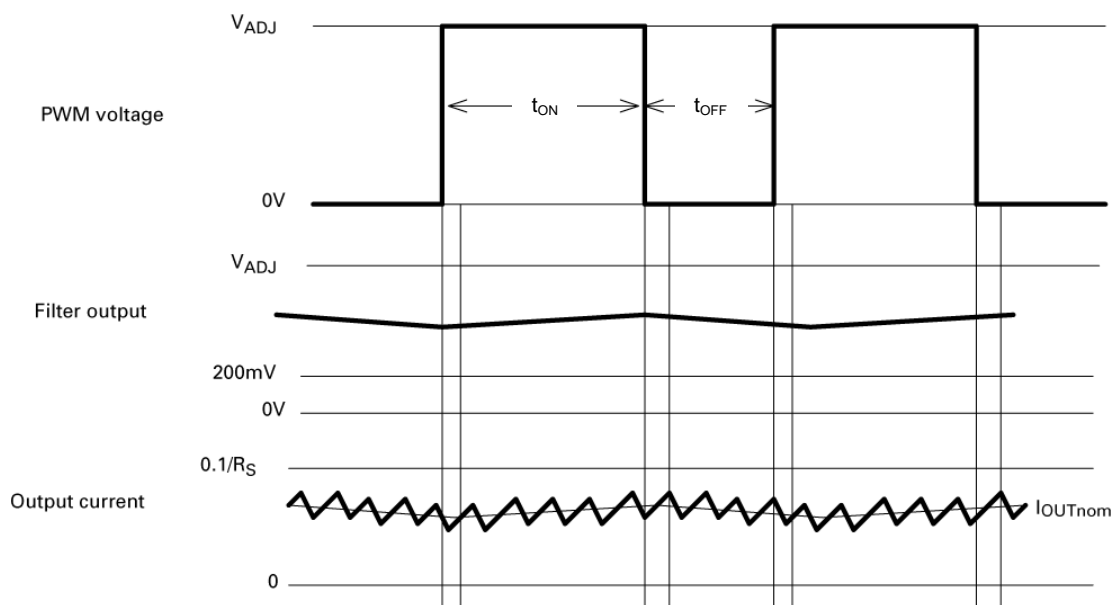 VADJ
PWM voltage
tON
tOFF
0V
VADJ
Filter output
200mV
0V
0.1/RS
Output current
IOUTnom
0